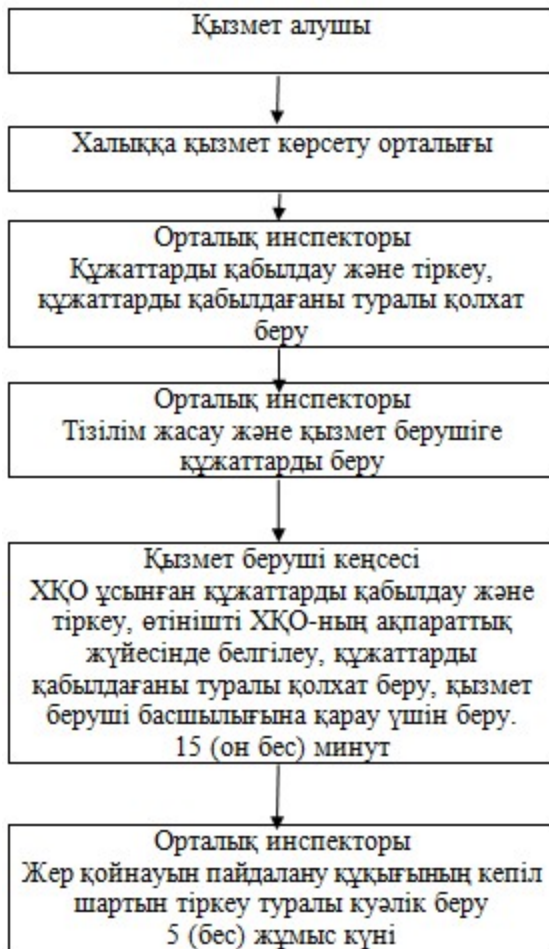 Қызмет алушы
Халыққа қызмет көрсету орталығы
Орталық инспекторы
Құжаттарды қабылдау және тіркеу,
құжаттарды қабылдағаны туралы қолхат
беру
Орталық инспекторы
Тізілім жасау және қызмет берушіге
құжаттарды беру
Қызмет беруші кеңсесі
ХҚО ұсынған құжаттарды қабылдау және
тіркеу, өтінішті ХҚО-ның ақпараттық
жүйесінде белгілеу, құжаттарды
қабылдағаны туралы қолхат беру, қызмет
беруші басшылығына қарау үшін беру.
15 (он бес) минут
Орталық инспекторы
Жер қойнауын пайдалану құқығының кепіл
шартын тіркеу туралы куәлік беру
5 (бес) жұмыс күні